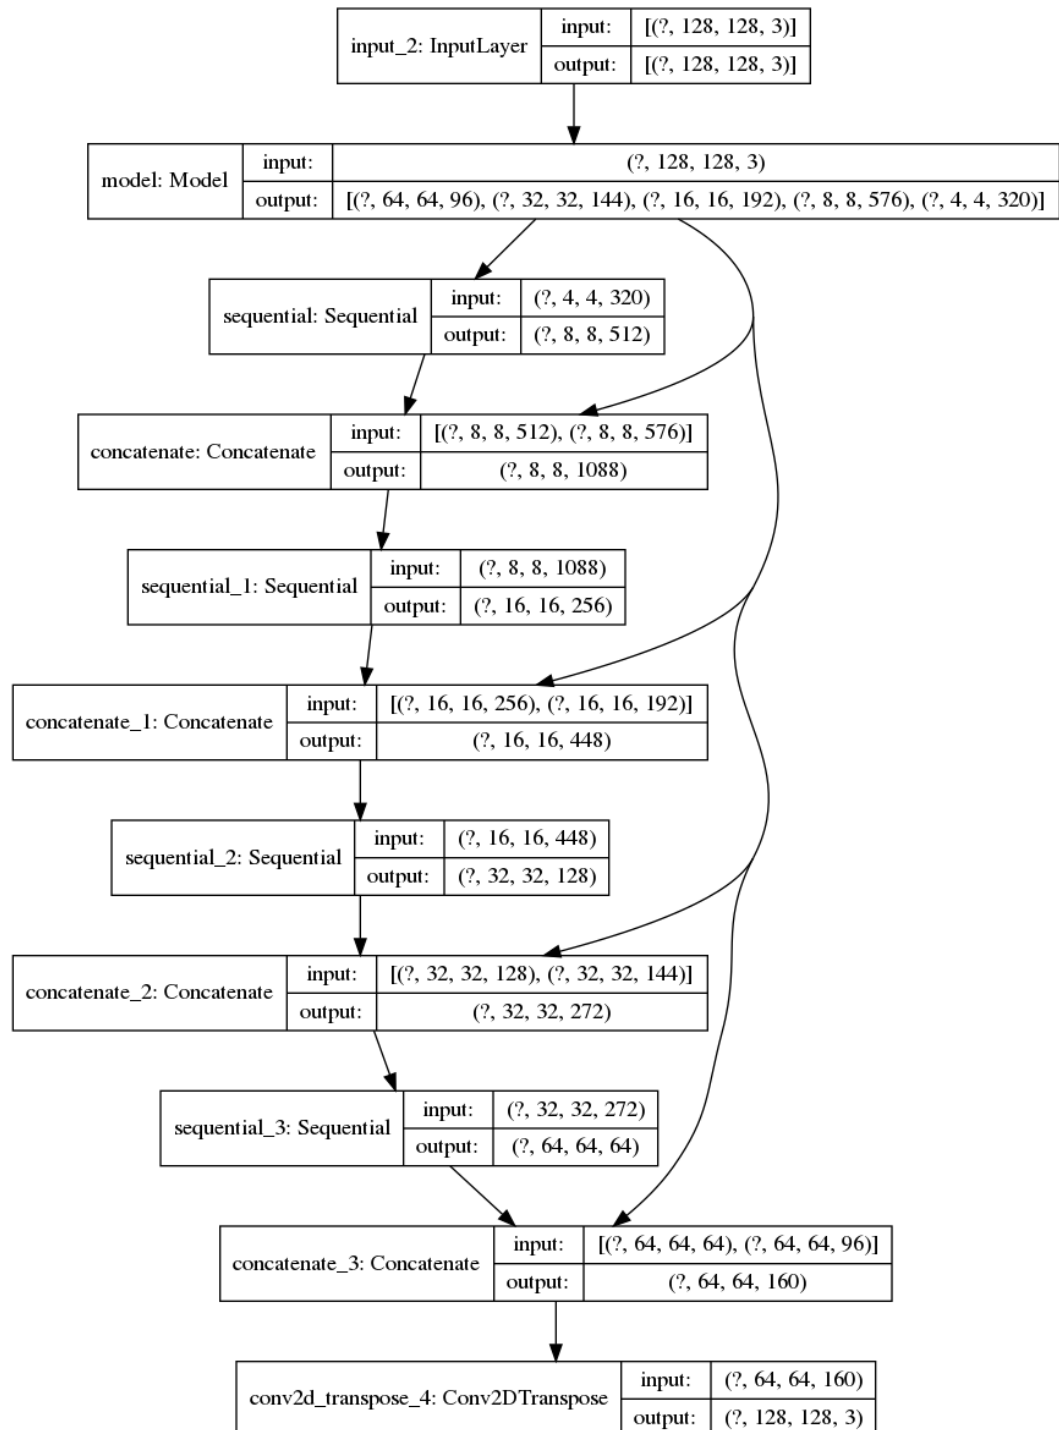 input_2: InputLayer
input: [(?, 128, 128, 3)]
output: [(?, 128, 128, 3)]
model: Model
input: (?, 128, 128, 3)
output: [(?, 64, 64, 96), (?, 32, 32, 144), (?, 16, 16, 192), (?, 8, 8, 576), (?, 4, 4, 320)]
sequential: Sequential
input: (?, 4, 4, 320)
output: (?, 8, 8, 512)
concatenate: Concatenate
input: [(?, 8, 8, 512), (?, 8, 8, 576)]
output: (?, 8, 8, 1088)
sequential_1: Sequential
input: (?, 8, 8, 1088)
output: (?, 16, 16, 256)
concatenate_1: Concatenate
input: [(?, 16, 16, 256), (?, 16, 16, 192)]
output: (?, 16, 16, 448)
sequential_2: Sequential
input: (?, 16, 16, 448)
output: (?, 32, 32, 128)
concatenate_2: Concatenate
input: [(?, 32, 32, 128), (?, 32, 32, 144)]
output: (?, 32, 32, 272)
sequential_3: Sequential
input: (?, 32, 32, 272)
output: (?, 64, 64, 64)
concatenate_3: Concatenate
input: [(?, 64, 64, 64), (?, 64, 64, 96)]
output: (?, 64, 64, 160)
conv2d_transpose_4: Conv2DTranspose
input: (?, 64, 64, 160)
output: (?, 128, 128, 3)